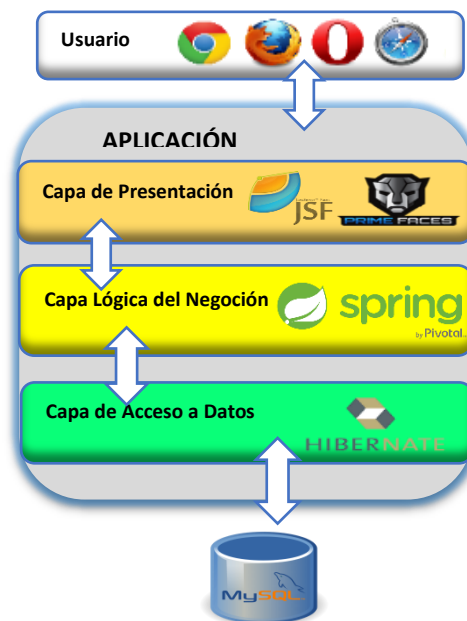 Usuario
APLICACIÓN
Capa de Presentación
JSF
PRIME FACES
Capa Lógica del Negoción
spring
by Pivotal
Capa de Acceso a Datos
HIBERNATE
MySQL